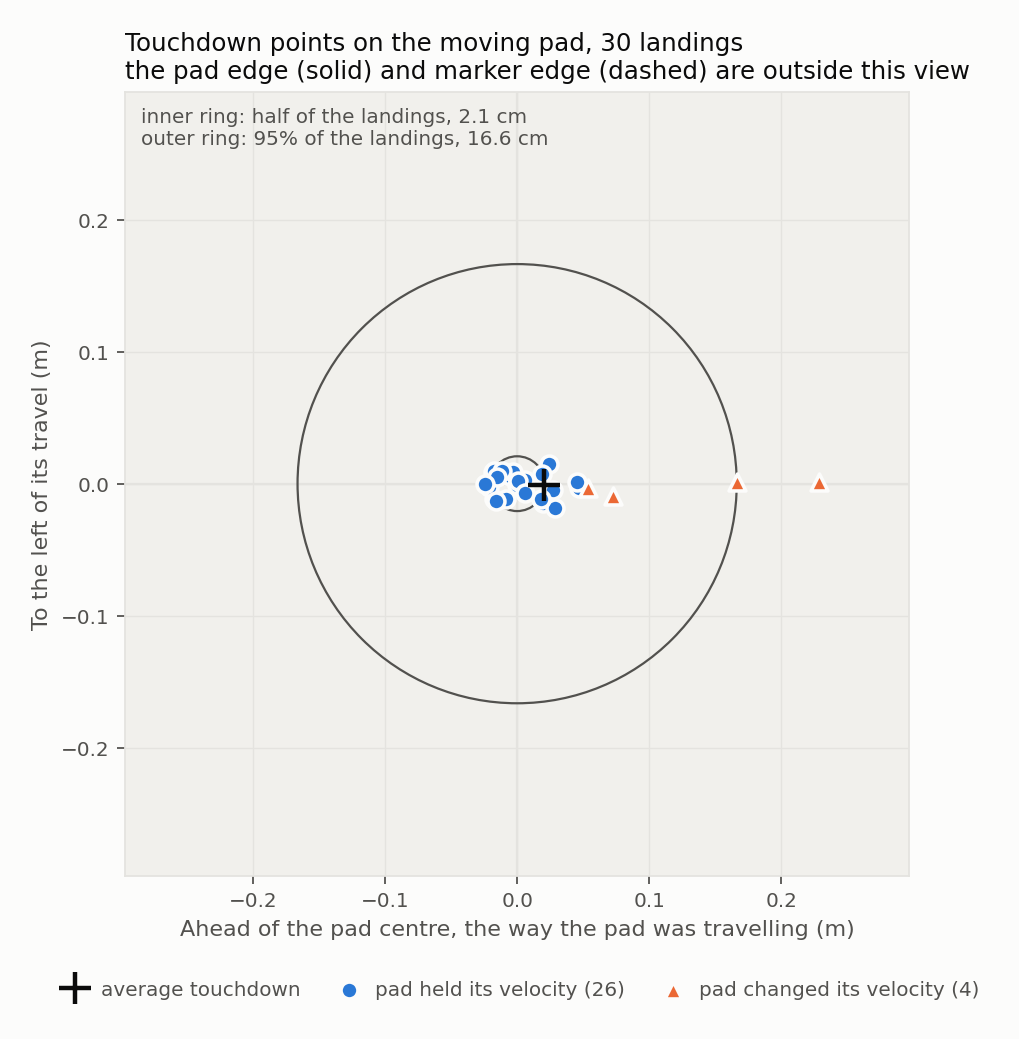 Touchdown points on the moving pad, 30 landings
the pad edge (solid) and marker edge (dashed) are outside this view
inner ring: half of the landings, 2.1 cm
outer ring: 95% of the landings, 16.6 cm
To the left of its travel (m)
0.2
0.1
0.0
−0.1
−0.2
−0.2
−0.1
0.0
0.1
0.2
Ahead of the pad centre, the way the pad was travelling (m)
average touchdown
pad held its velocity (26)
pad changed its velocity (4)